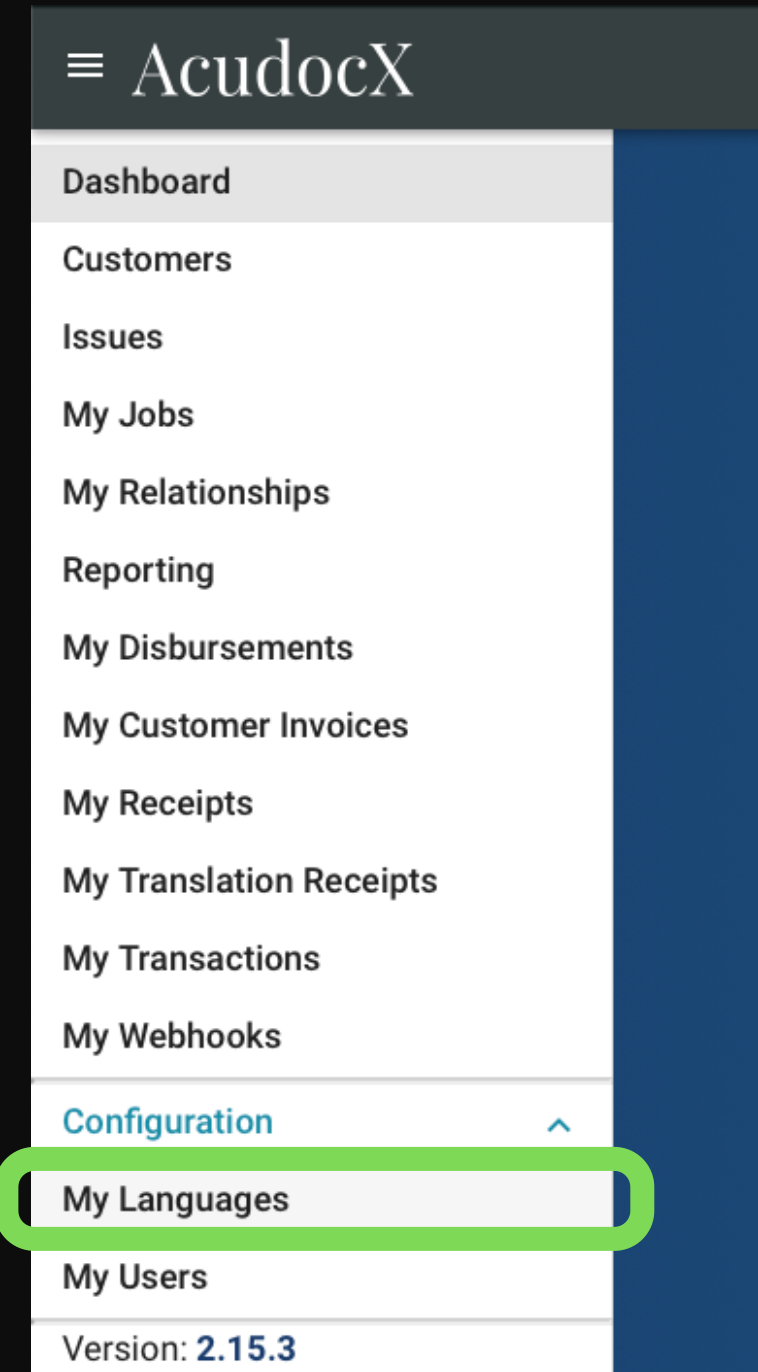 AcudocX
Dashboard
Customers
Issues
My Jobs
My Relationships
Reporting
My Disbursements
My Customer Invoices
My Receipts
My Translation Receipts
My Transactions
My Webhooks
Configuration
My Languages
My Users
Version: 2.15.3